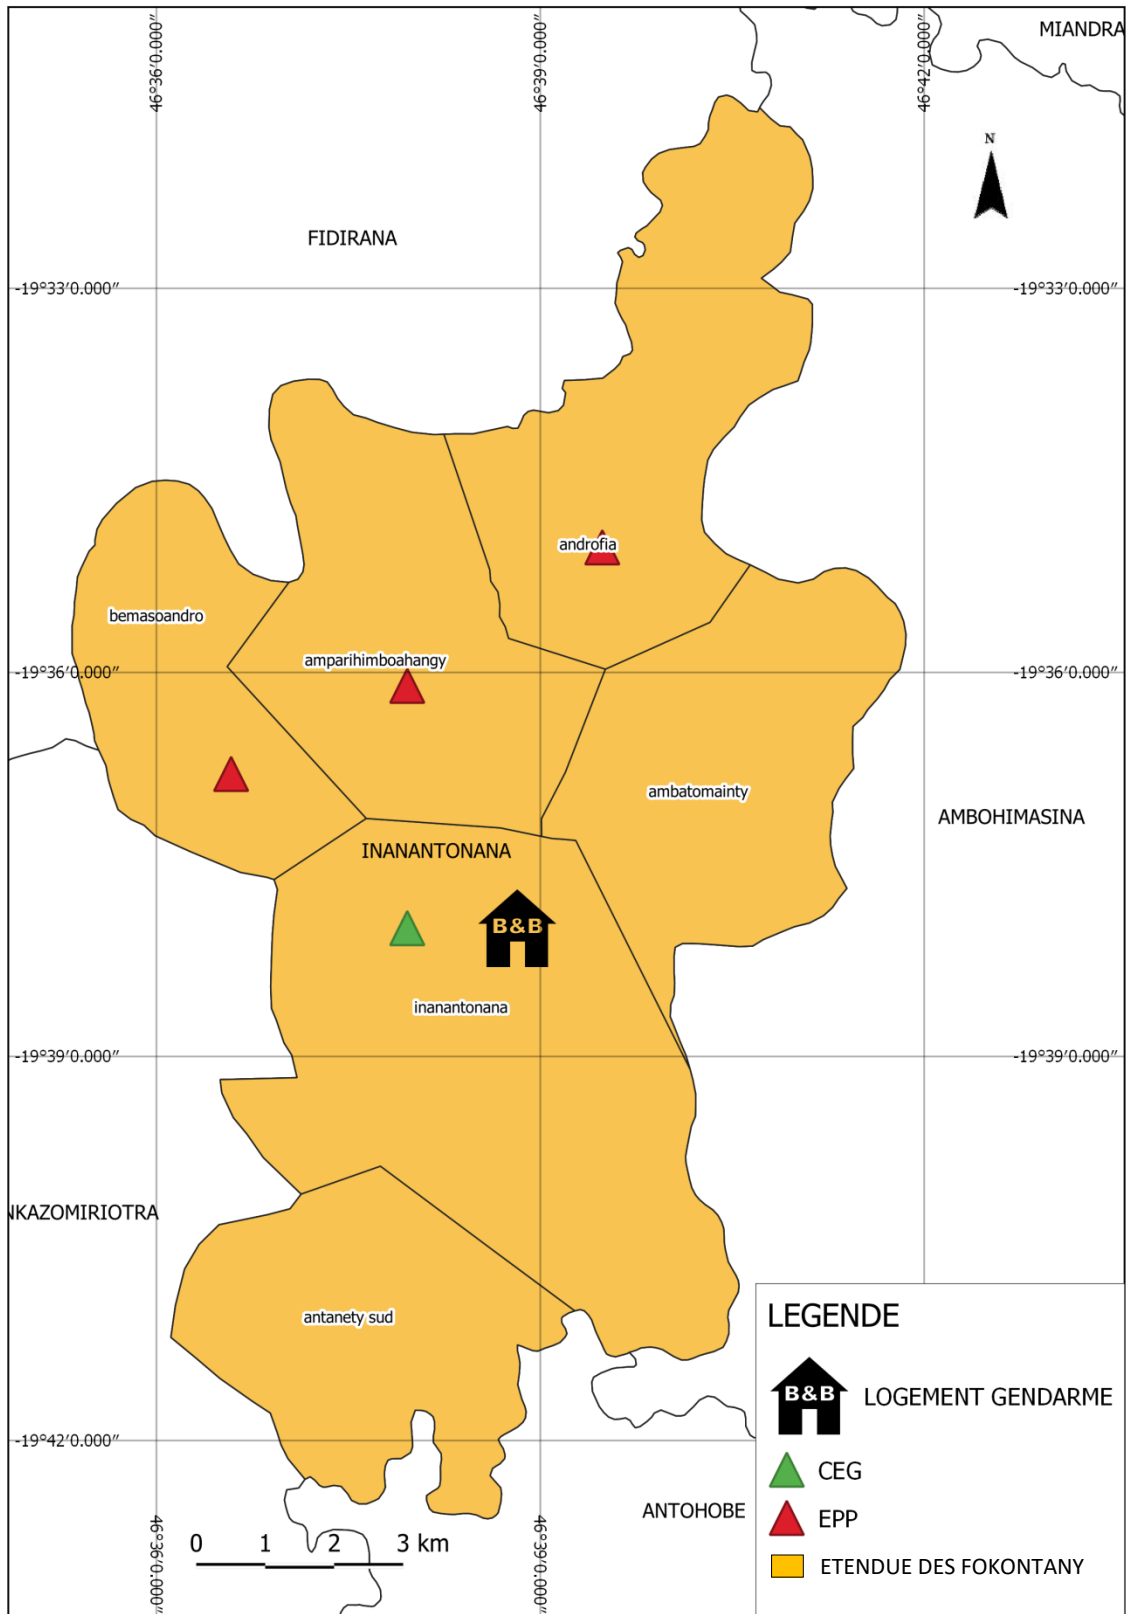 46°36′0.000″
46°39′0.000″
46°42′0.000″
MIANDRA
N
FIDIRANA
-19°33′0.000″
-19°33′0.000″
androfia
bemasoandro
amparihimboahangy
-19°36′0.000″
-19°36′0.000″
ambatomainty
AMBOHIMASINA
INANANTONANA
B&B
inanantonana
-19°39′0.000″
-19°39′0.000″
NKAZOMIRIOTRA
antanety sud
LEGENDE
B&B LOGEMENT GENDARME
-19°42′0.000″
CEG
ANTOHOBE
EPP
0 1 2 3 km
ETENDUE DES FOKONTANY
46°36′0.000″
46°39′0.000″